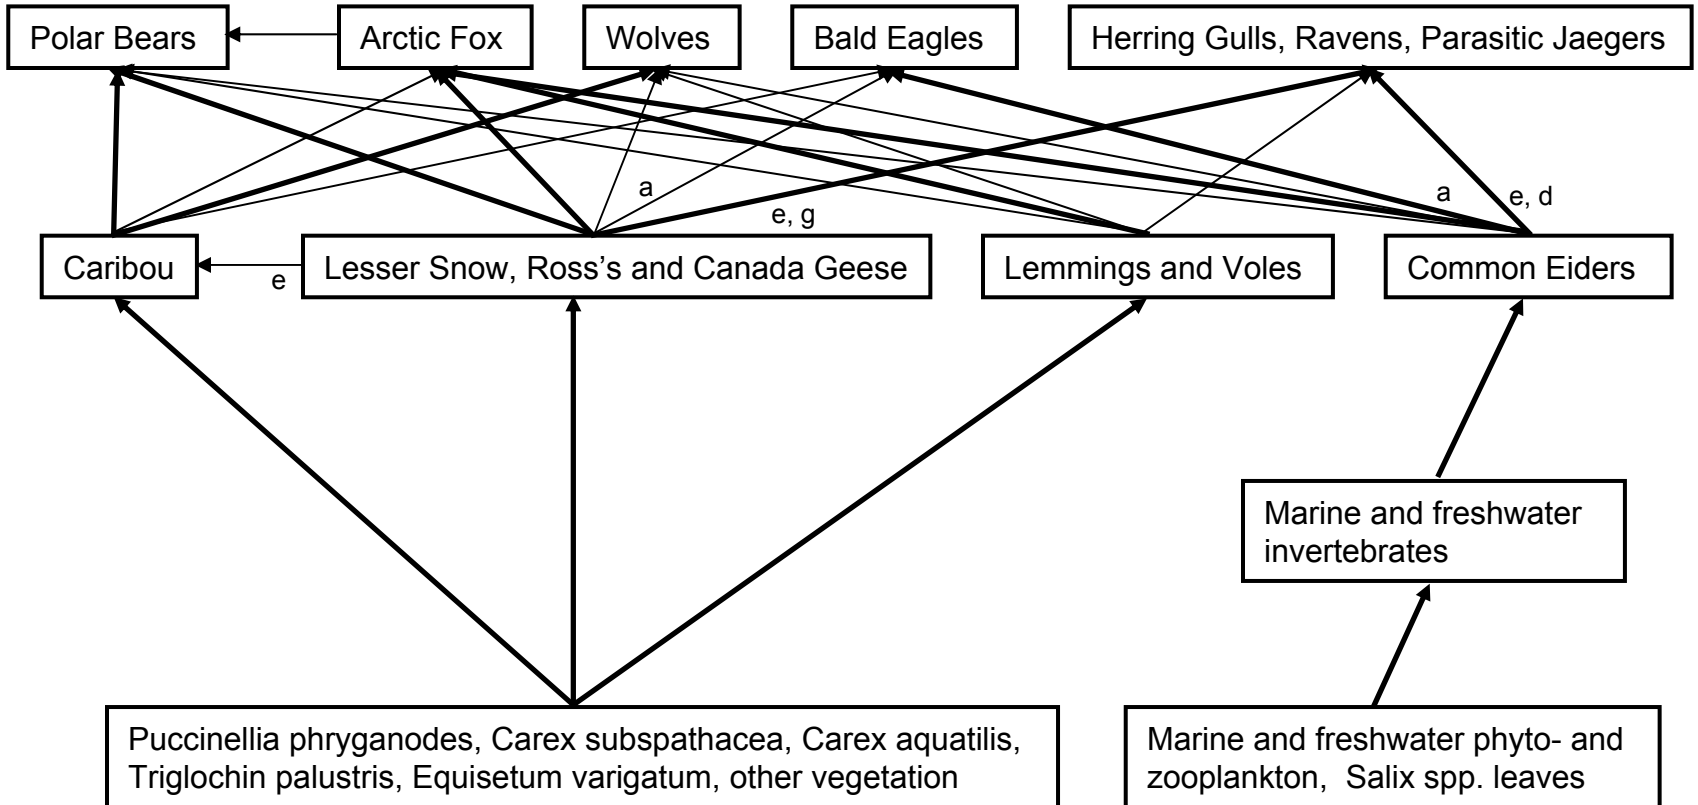 Polar Bears
Arctic Fox
Wolves
Bald Eagles
Herring Gulls, Ravens, Parasitic Jaegers
a
e, g
a
e, d
Caribou
e
Lesser Snow, Ross's and Canada Geese
Lemmings and Voles
Common Eiders
Marine and freshwater
invertebrates
Puccinellia phryganodes, Carex subspathacea, Carex aquatilis,
Triglochin palustris, Equisetum varigatum, other vegetation
Marine and freshwater phyto- and
zooplankton, Salix spp. leaves